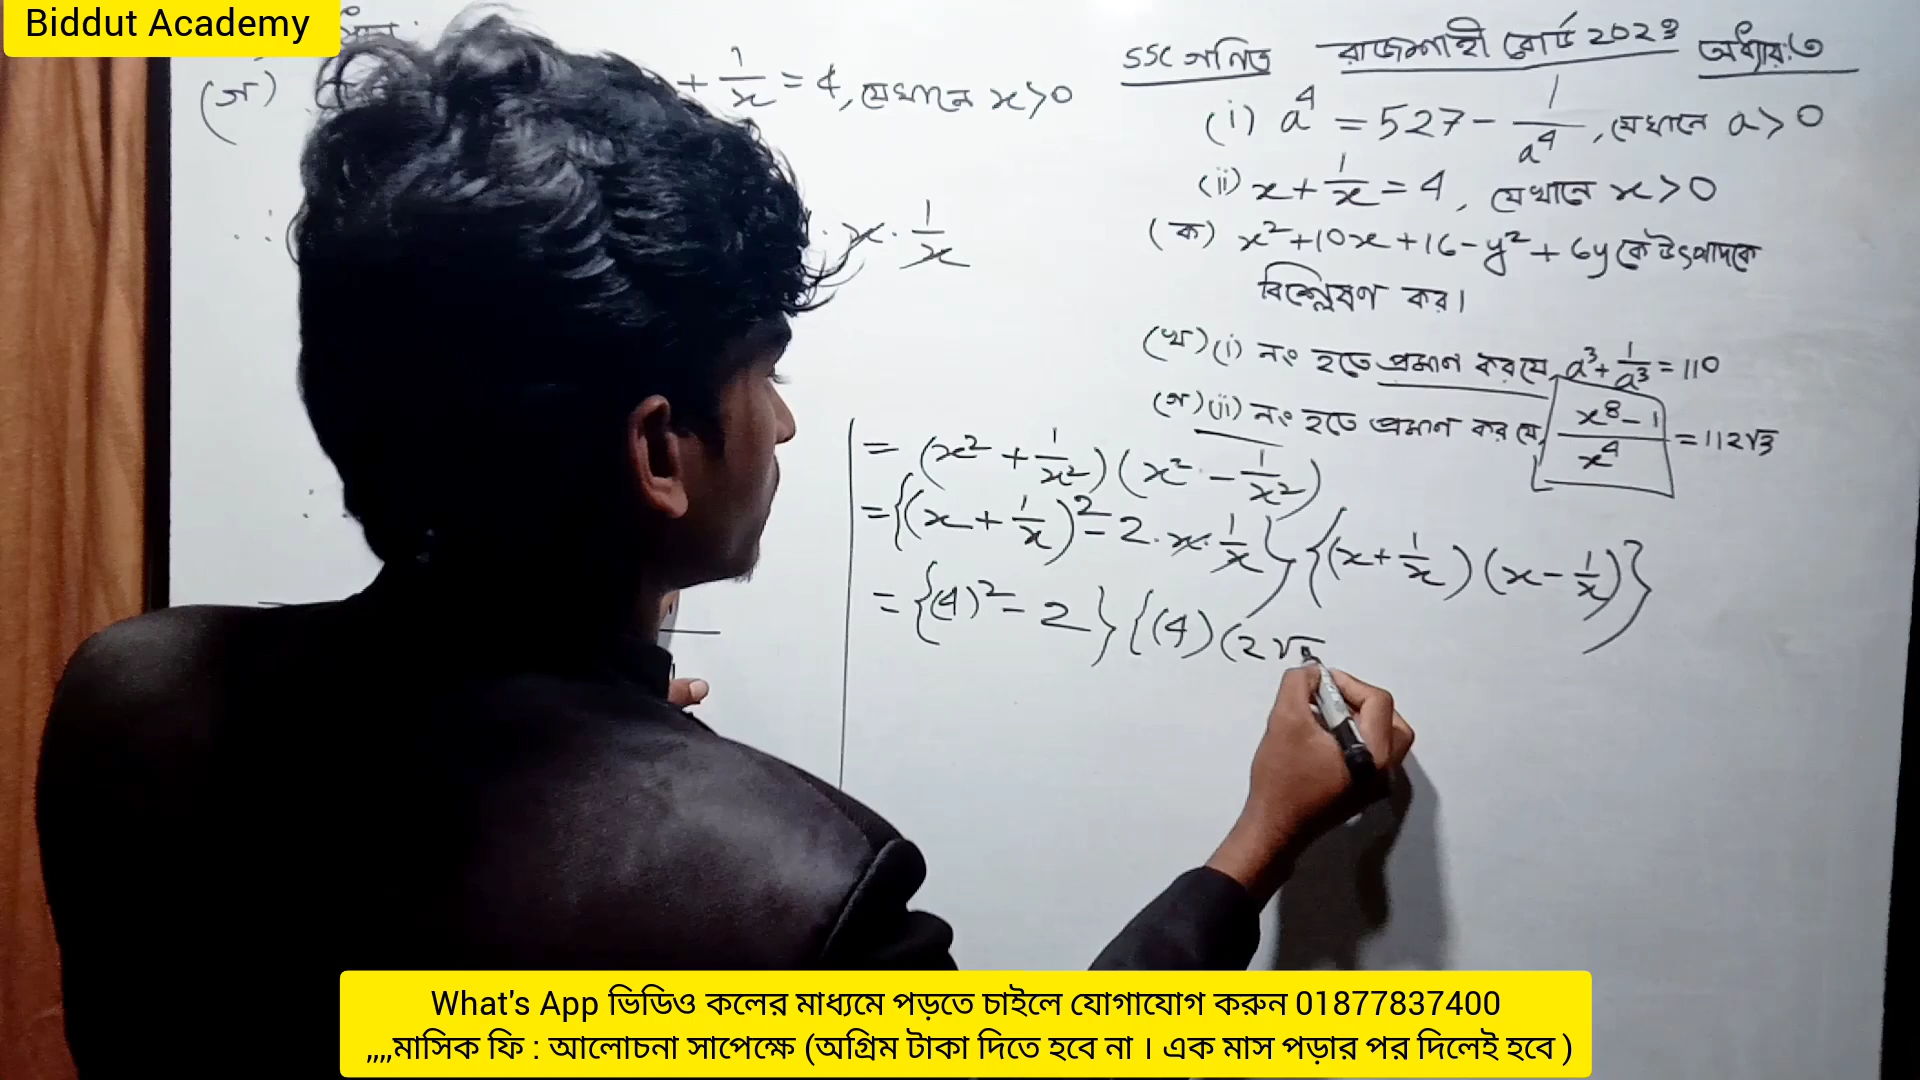 Biddut Academy
(গ) + 1/x = 4, যেখানে x > 0
∴ ( . x . 1/x
SSC গণিত রাজশাহী বোর্ড 2023 অধ্যায়: ৩
(i) a⁴ = 527 - 1/a⁴, যেখানে a > 0
(ii) x + 1/x = 4, যেখানে x > 0
(ক) x² + 10x + 16 - y² + 6y কে উৎপাদকে
বিশ্লেষণ কর।
(খ) (i) নং হতে প্রমান কর যে, a³ + 1/a³ = 110
(গ) (ii) নং হতে প্রমান কর যে, (x⁸ - 1)/x⁴ = 112√3
= (x² + 1/x²)(x² - 1/x²)
= {(x + 1/x)² - 2 . x . 1/x} {(x + 1/x)(x - 1/x)}
= {(4)² - 2} {(4)(2√
What's App ভিডিও কলের মাধ্যমে পড়তে চাইলে যোগাযোগ করুন 01877837400
,,,,মাসিক ফি : আলোচনা সাপেক্ষে (অগ্রিম টাকা দিতে হবে না । এক মাস পড়ার পর দিলেই হবে )